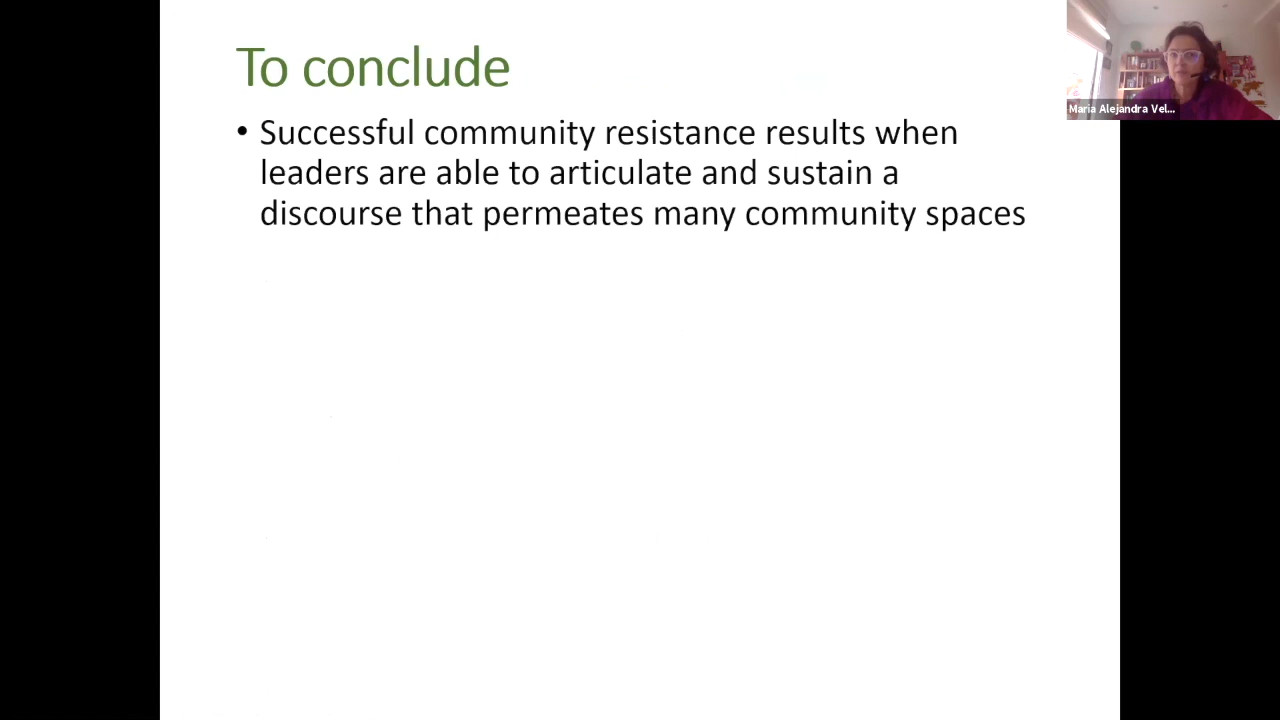 To conclude
• Successful community resistance results when
leaders are able to articulate and sustain a
discourse that permeates many community spaces
Maria Alejandra Vel...